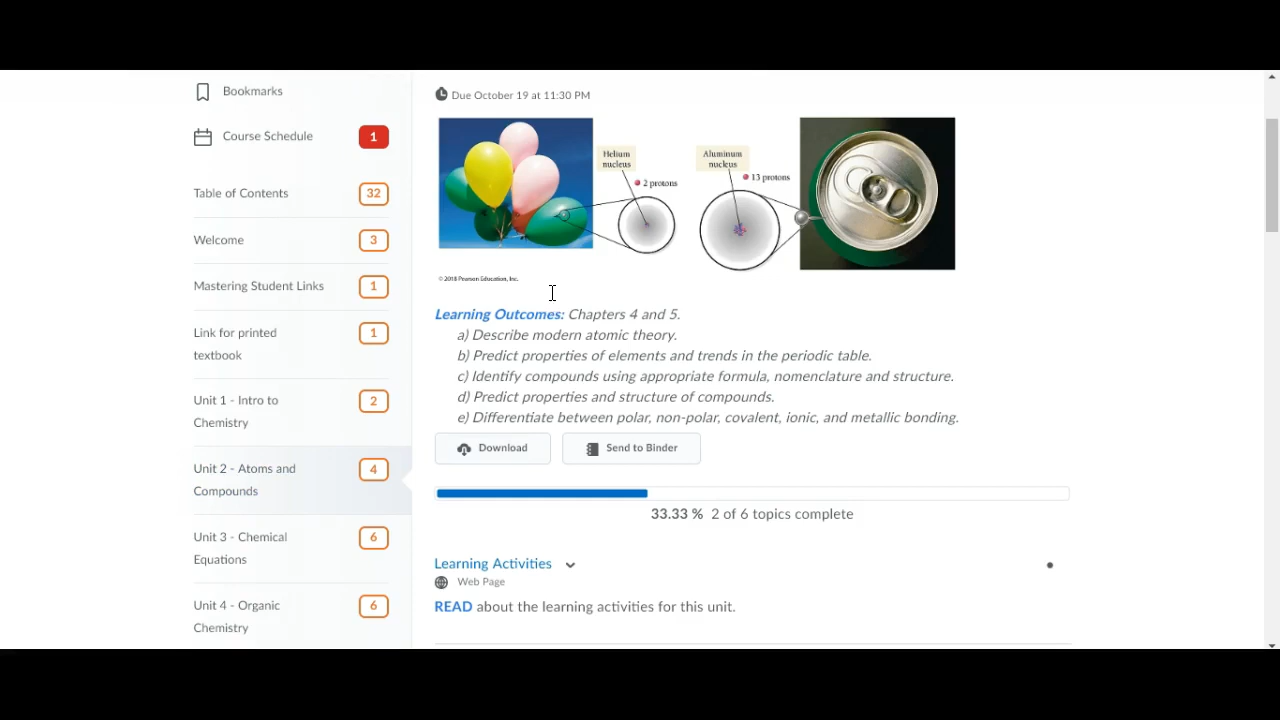 Bookmarks
Course Schedule 1
Table of Contents 32
Welcome 3
Mastering Student Links 1
Link for printed
textbook 1
Unit 1 - Intro to
Chemistry 2
Unit 2 - Atoms and
Compounds 4
Unit 3 - Chemical
Equations 6
Unit 4 - Organic
Chemistry 6
Due October 19 at 11:30 PM
Helium
nucleus
2 protons
Aluminum
nucleus
13 protons
© 2018 Pearson Education, Inc.
Learning Outcomes: Chapters 4 and 5.
a) Describe modern atomic theory.
b) Predict properties of elements and trends in the periodic table.
c) Identify compounds using appropriate formula, nomenclature and structure.
d) Predict properties and structure of compounds.
e) Differentiate between polar, non-polar, covalent, ionic, and metallic bonding.
Download Send to Binder
33.33 % 2 of 6 topics complete
Learning Activities
Web Page
READ about the learning activities for this unit.